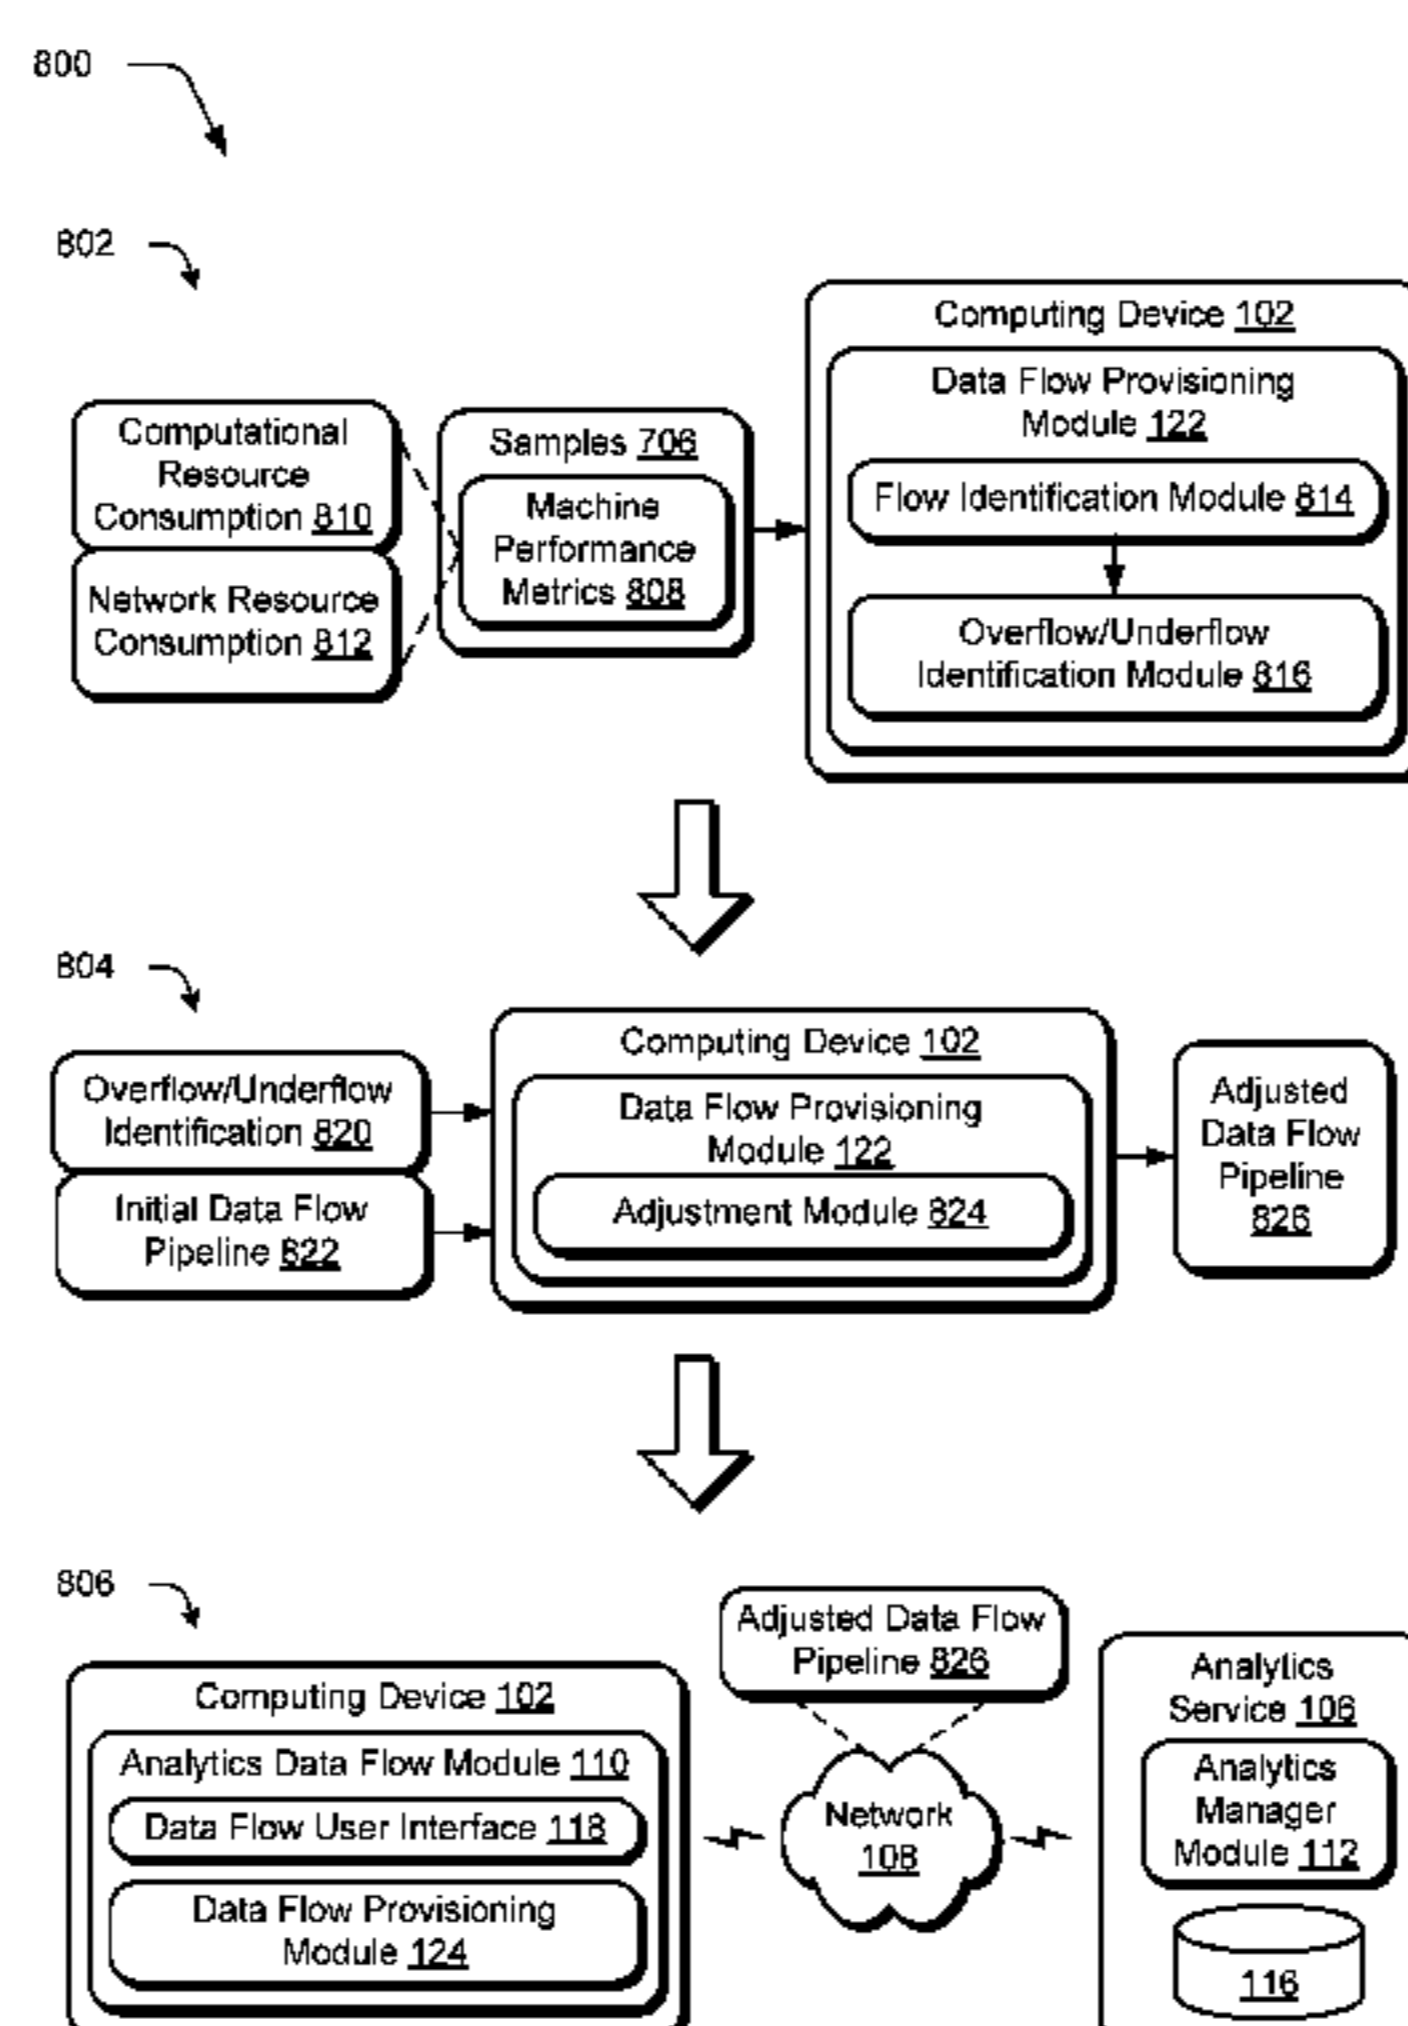 800
802
Computing Device 102
Data Flow Provisioning
Module 122
Flow Identification Module 814
Overflow/Underflow
Identification Module 816
Samples 706
Machine
Performance
Metrics 808
Computational
Resource
Consumption 810
Network Resource
Consumption 812
804
Overflow/Underflow
Identification 820
Initial Data Flow
Pipeline 822
Computing Device 102
Data Flow Provisioning
Module 122
Adjustment Module 824
Adjusted
Data Flow
Pipeline
826
806
Computing Device 102
Analytics Data Flow Module 110
Data Flow User Interface 118
Data Flow Provisioning
Module 124
Adjusted Data Flow
Pipeline 826
Network
108
Analytics
Service 106
Analytics
Manager
Module 112
116